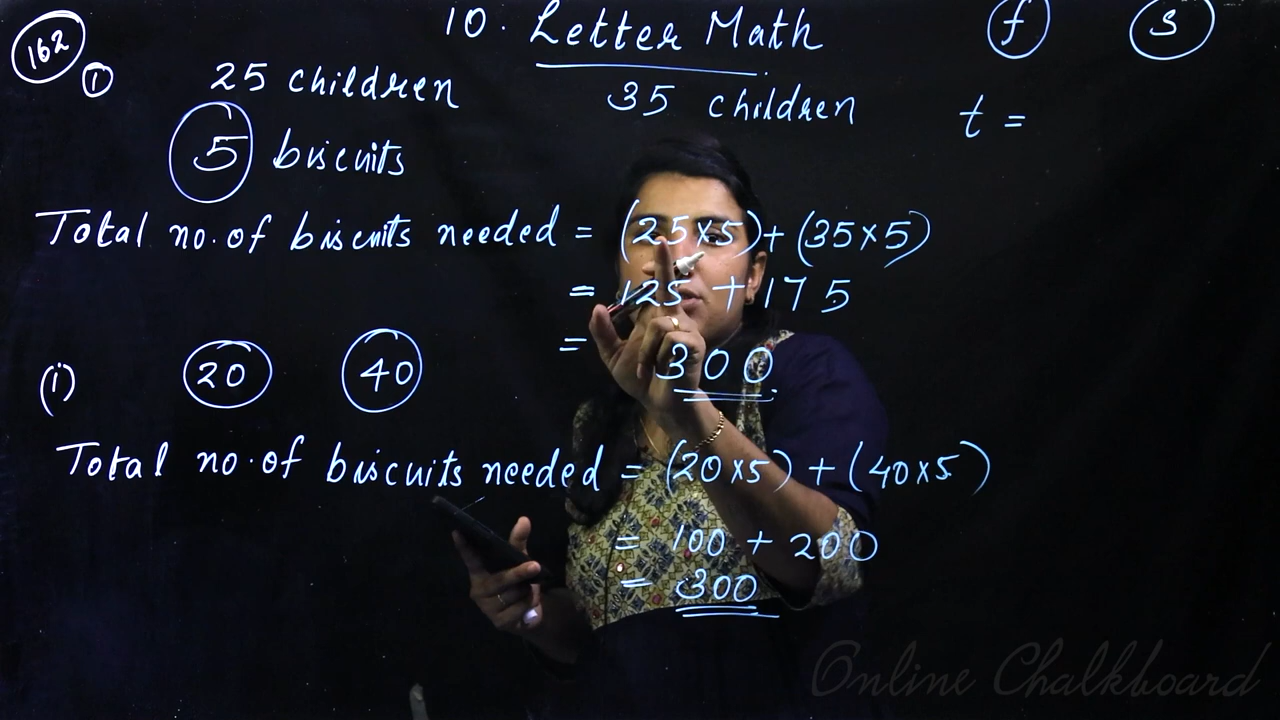 162
10. Letter Math
f
s
①
25 children
35 children
t =
5 biscuits
Total no. of biscuits needed = (25×5) + (35×5)
= 125 + 175
= 300
(i) 20 40
Total no. of biscuits needed = (20×5) + (40×5)
= 100 + 200
= 300
Online Chalkboard